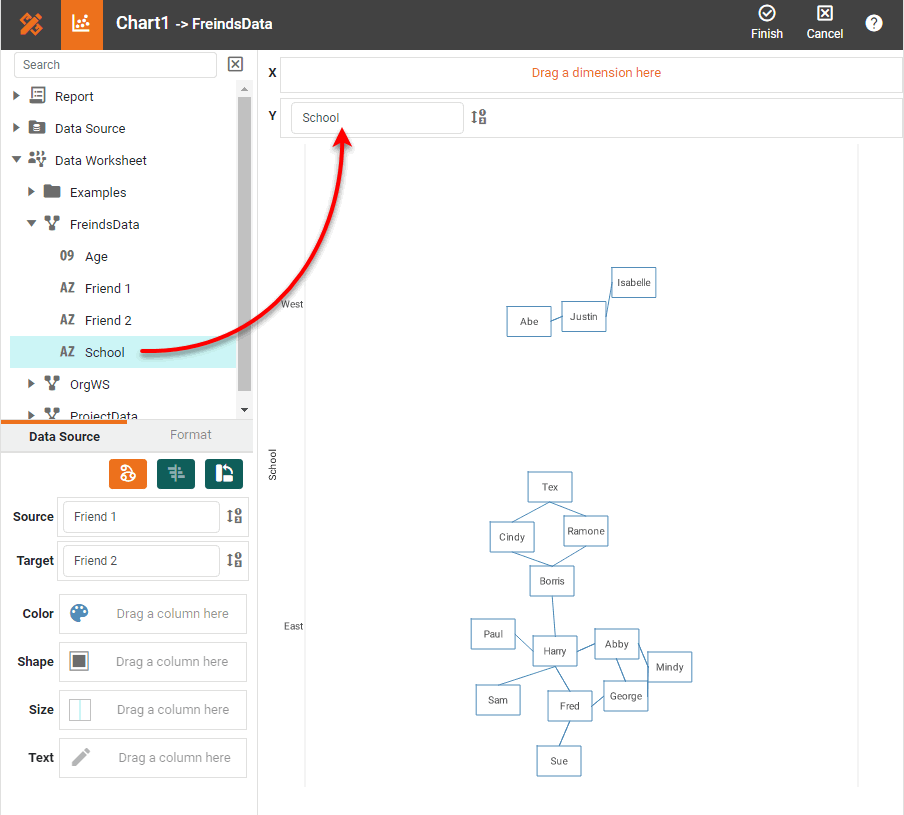 Chart1 -> FreindsData
Finish
Cancel
?
Search
X
Drag a dimension here
Report
Y
School
Data Source
Data Worksheet
Examples
FreindsData
09 Age
AZ Friend 1
AZ Friend 2
AZ School
OrgWS
ProjectData
Data Source
Format
Source
Friend 1
Target
Friend 2
Color
Drag a column here
Shape
Drag a column here
Size
Drag a column here
Text
Drag a column here
School
West
Isabelle
Abe
Justin
East
Tex
Cindy
Ramone
Borris
Paul
Harry
Abby
Mindy
Sam
Fred
George
Sue